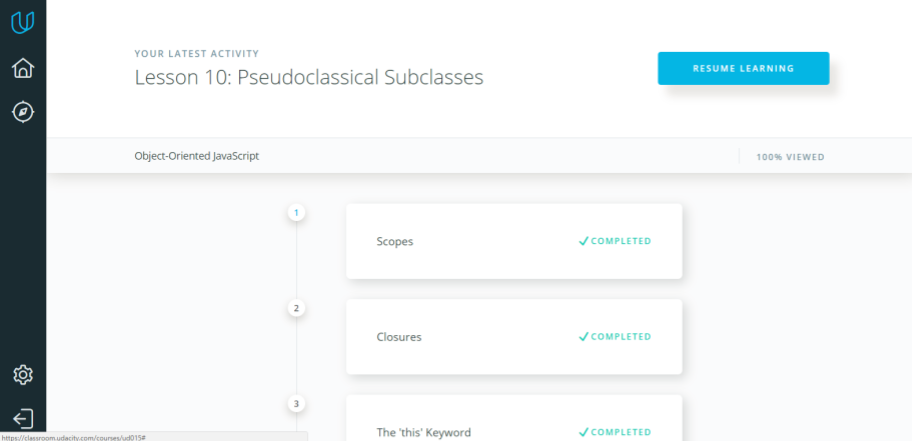 YOUR LATEST ACTIVITY
Lesson 10: Pseudoclassical Subclasses
RESUME LEARNING
Object-Oriented JavaScript
100% VIEWED
1
Scopes
COMPLETED
2
Closures
COMPLETED
3
The 'this' Keyword
COMPLETED
https://classroom.udacity.com/courses/ud015#